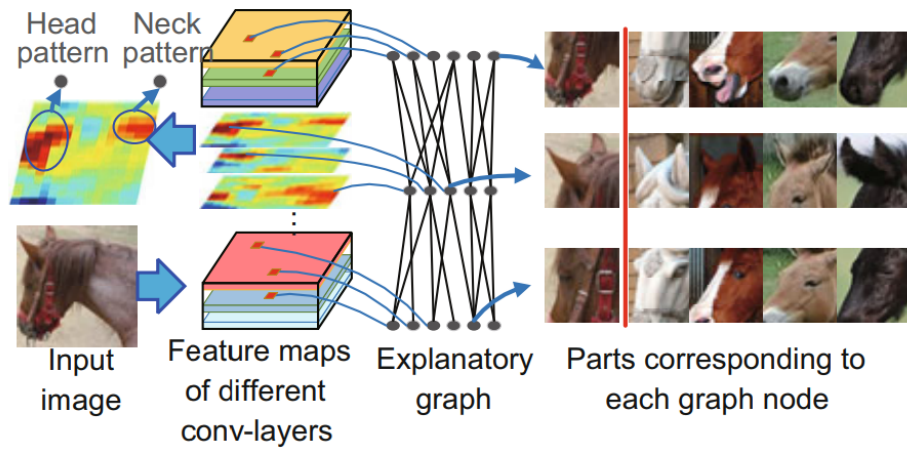 Head
pattern
Neck
pattern
Input
image
Feature maps
of different
conv-layers
Explanatory
graph
Parts corresponding to
each graph node